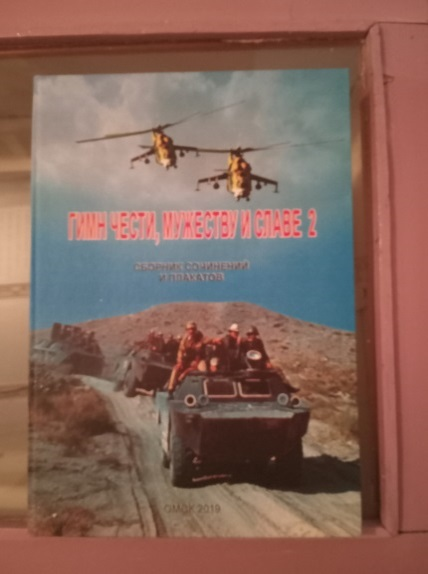 ГИМН ЧЕСТИ, МУЖЕСТВУ И СЛАВЕ 2
СБОРНИК СОЧИНЕНИЙ
И ПЛАКАТОВ
ОМСК 2019